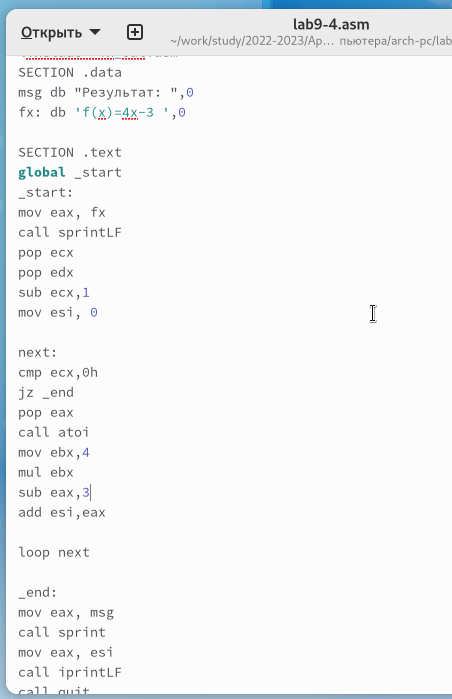 Открыть
lab9-4.asm
~/work/study/2022-2023/Ар... пьютера/arch-pc/lab
SECTION .data
msg db "Результат: ",0
fx: db 'f(x)=4x-3 ',0
SECTION .text
global _start
_start:
mov eax, fx
call sprintLF
pop ecx
pop edx
sub ecx,1
mov esi, 0
next:
cmp ecx,0h
jz _end
pop eax
call atoi
mov ebx,4
mul ebx
sub eax,3
add esi,eax
loop next
_end:
mov eax, msg
call sprint
mov eax, esi
call iprintLF
call quit